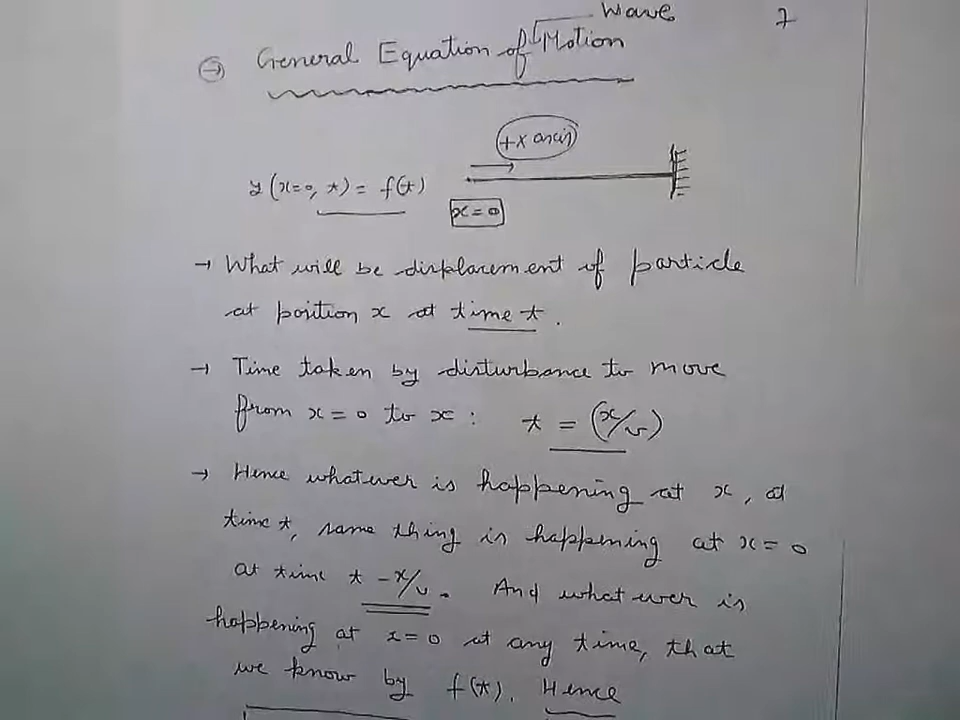 Wave 7
→ General Equation of Motion
+x axis
y (x=0, t) = f(t)
x = 0
→ What will be displacement of particle
at position x at time t.
→ Time taken by disturbance to move
from x = 0 to x : t = (x/v)
→ Hence whatever is happening at x, at
time t, same thing is happening at x = 0
at time t - x/v. And whatever is
happening at x = 0 at any time, that
we know by f(t). Hence